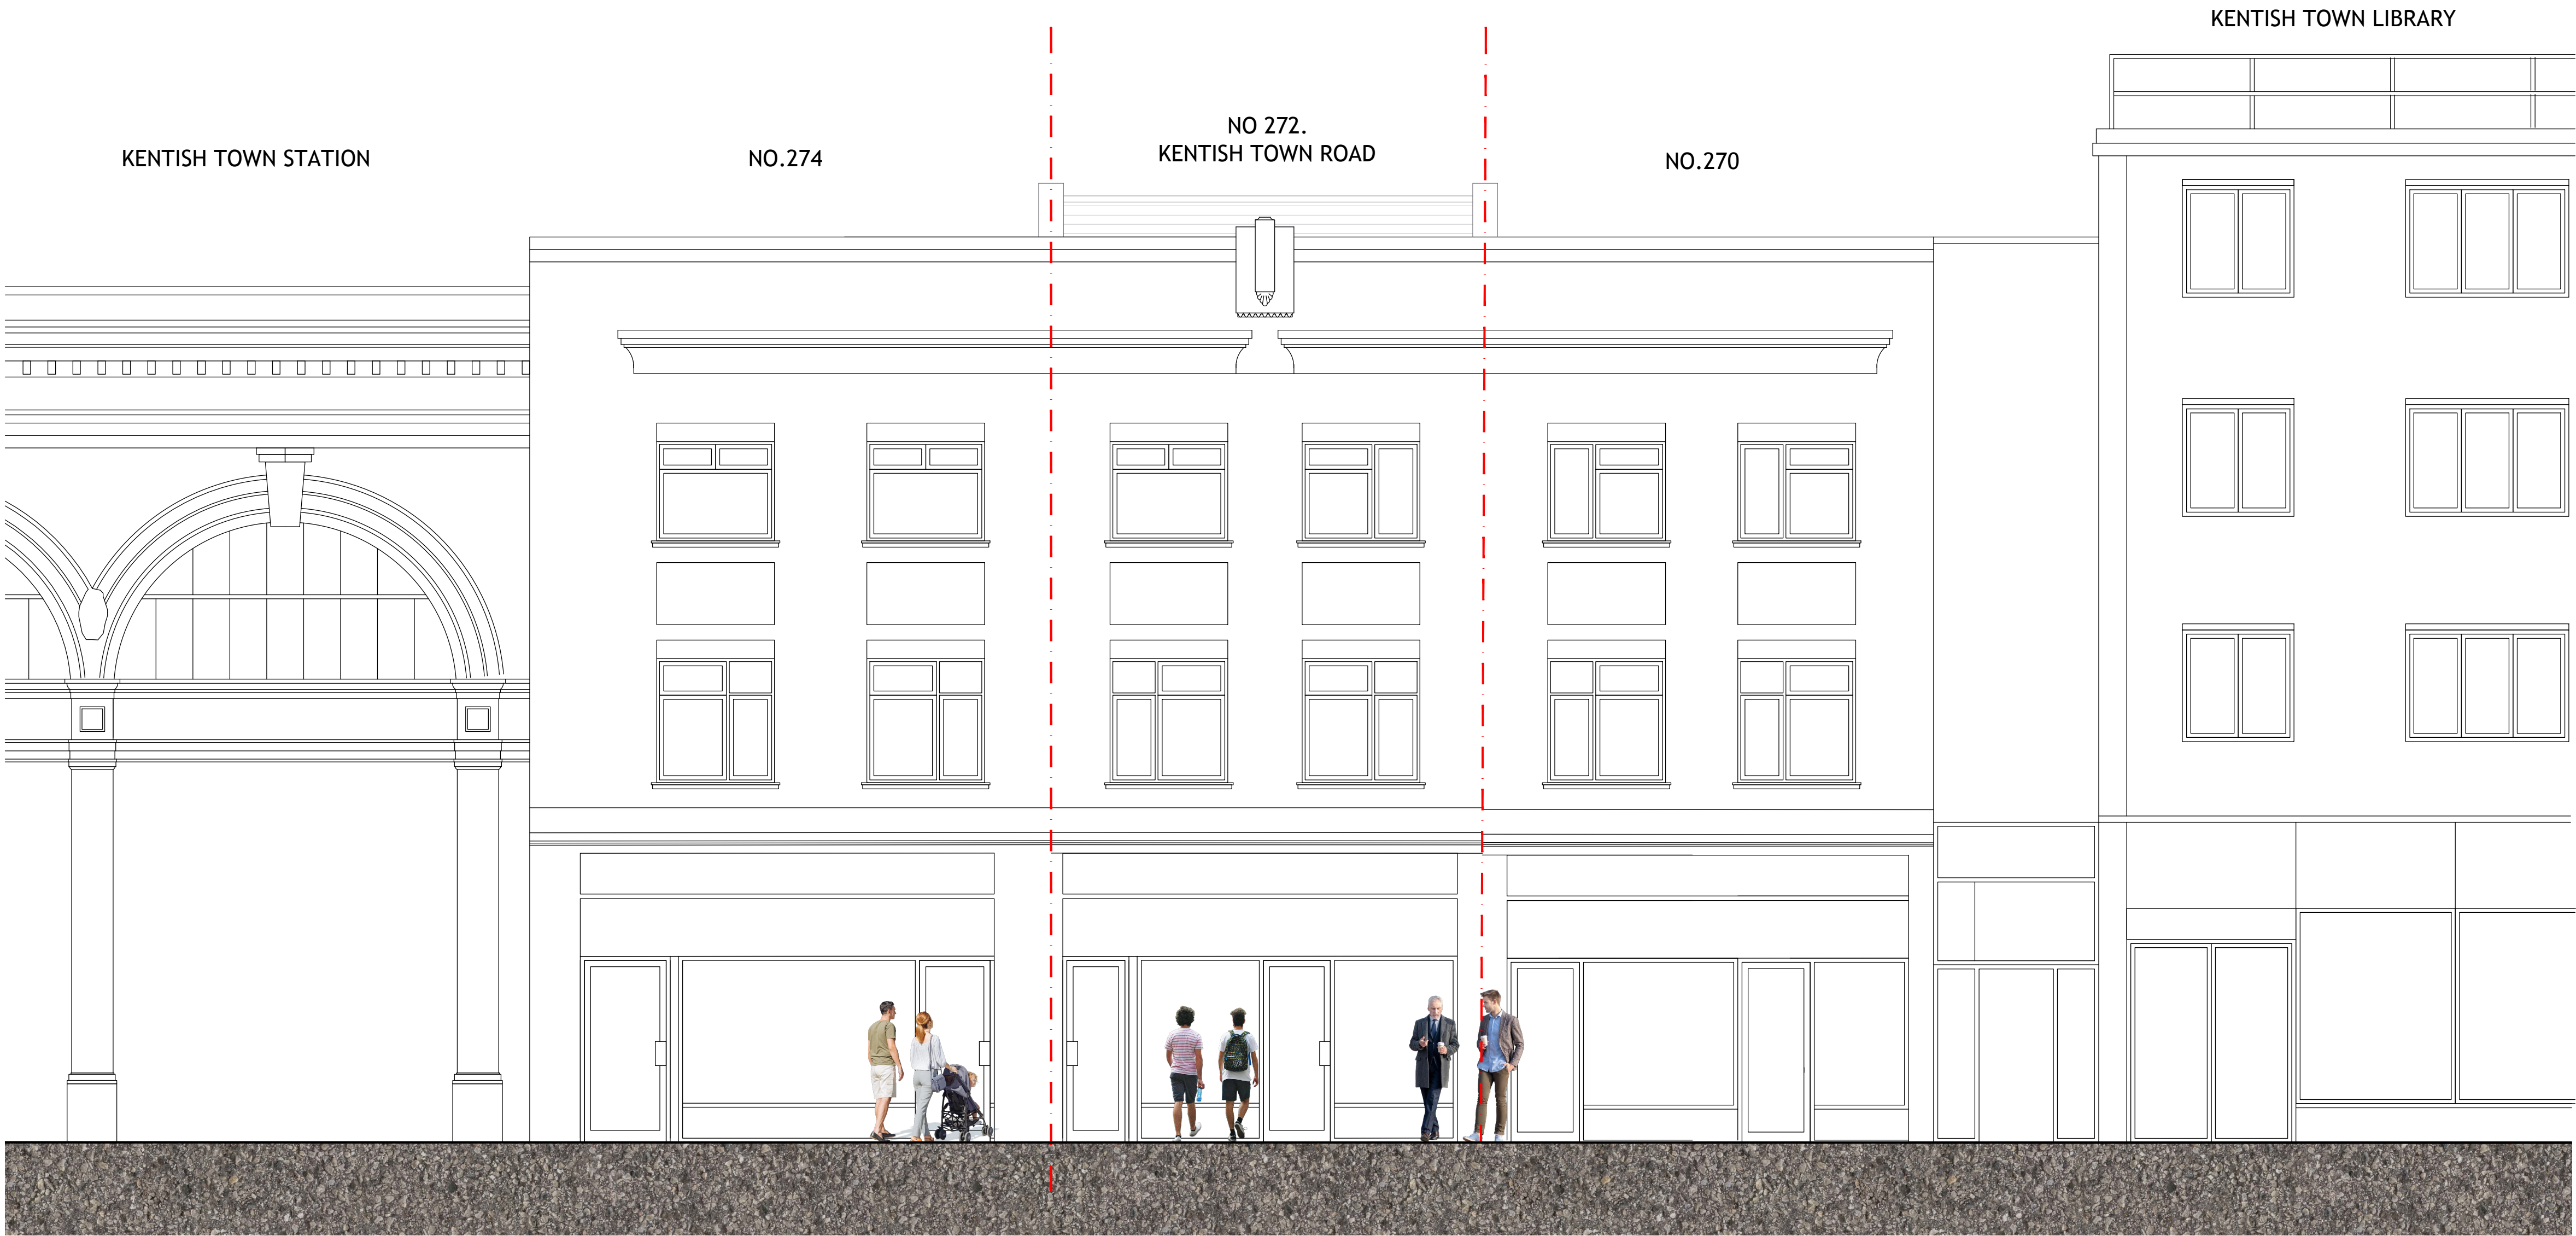 KENTISH TOWN LIBRARY
NO 272.
KENTISH TOWN ROAD
KENTISH TOWN STATION
NO.274
NO.270